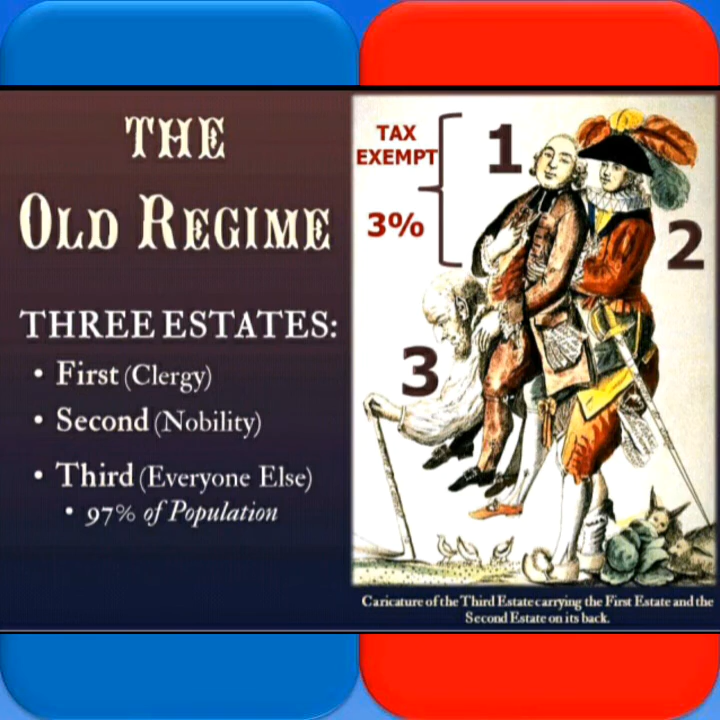 THE
OLD REGIME
THREE ESTATES:
• First (Clergy)
• Second (Nobility)
• Third (Everyone Else)
• 97% of Population
TAX
EXEMPT
3%
1
2
3
Caricature of the Third Estate carrying the First Estate and the
Second Estate on its back.